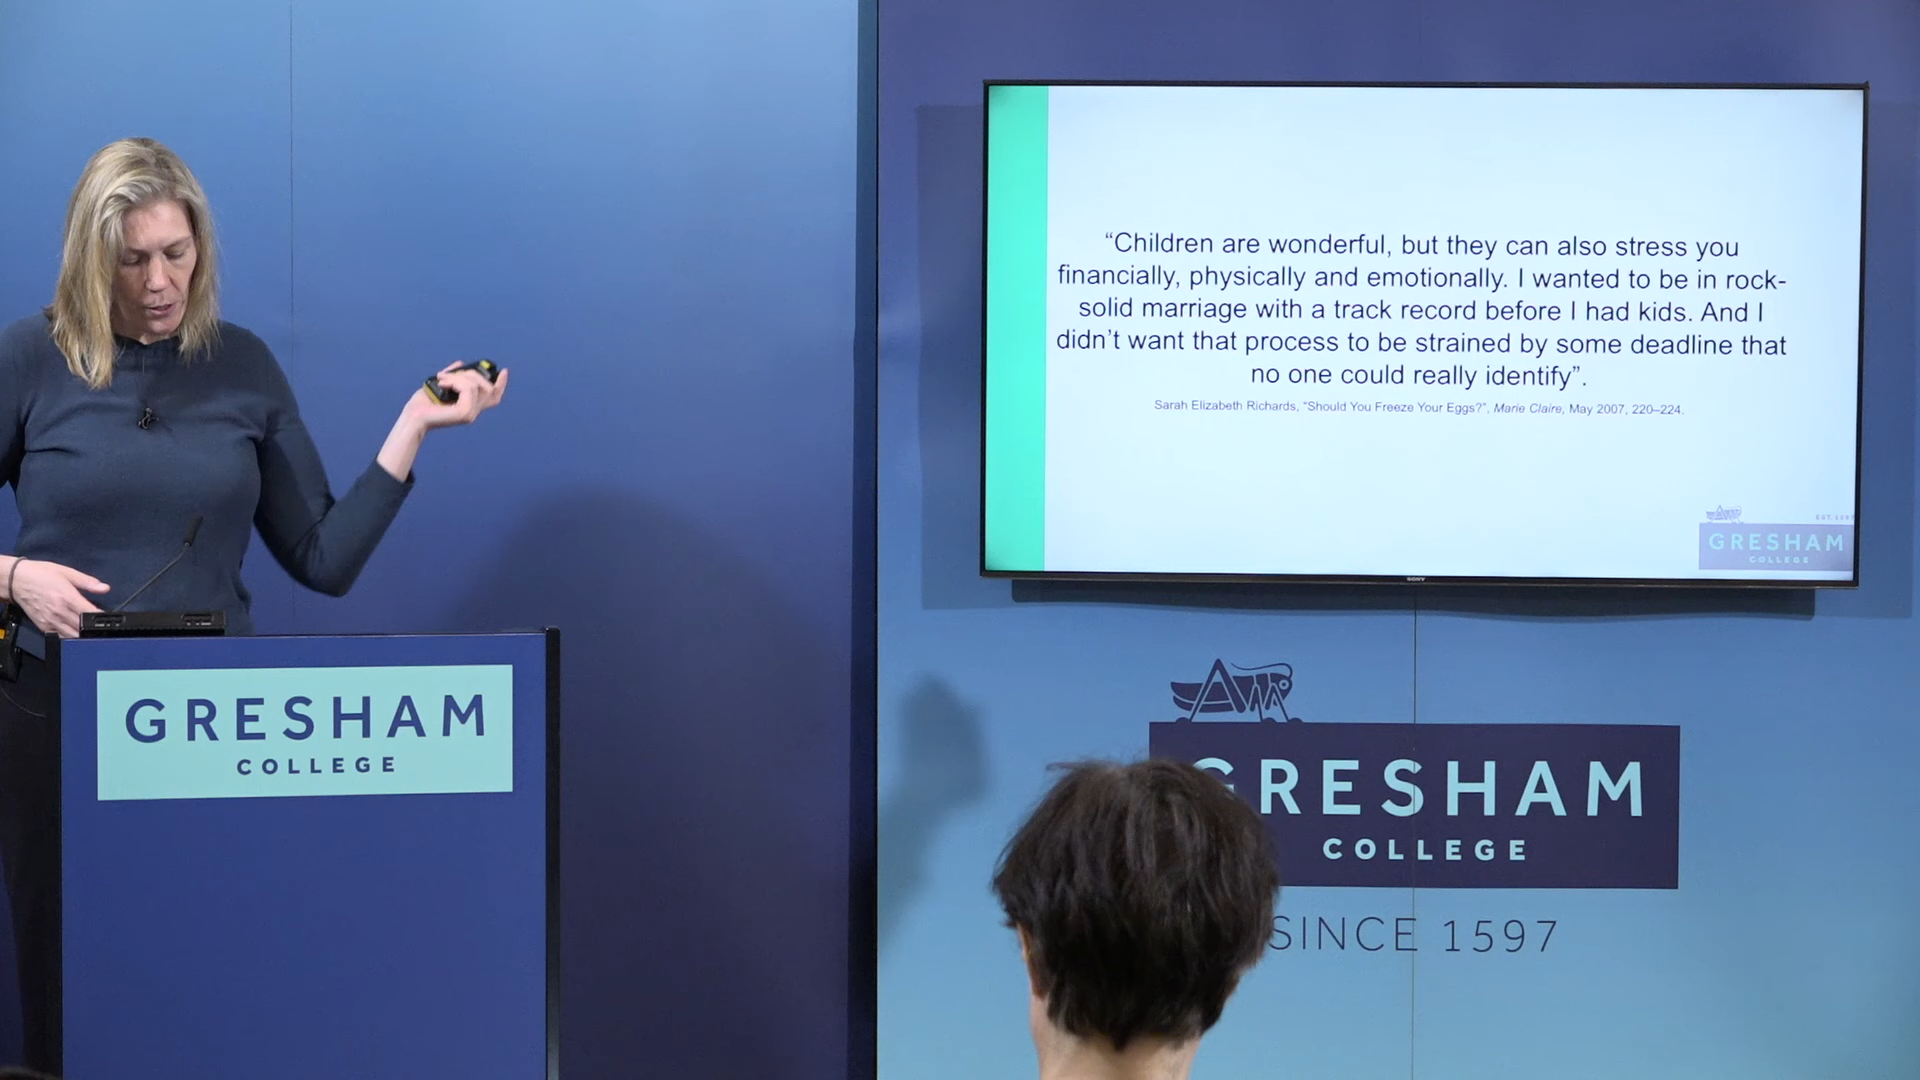 “Children are wonderful, but they can also stress you
financially, physically and emotionally. I wanted to be in rock-
solid marriage with a track record before I had kids. And I
didn’t want that process to be strained by some deadline that
no one could really identify”.
Sarah Elizabeth Richards, “Should You Freeze Your Eggs?”, Marie Claire, May 2007, 220–224.
GRESHAM
COLLEGE
SONY
GRESHAM
COLLEGE
GRESHAM
COLLEGE
SINCE 1597